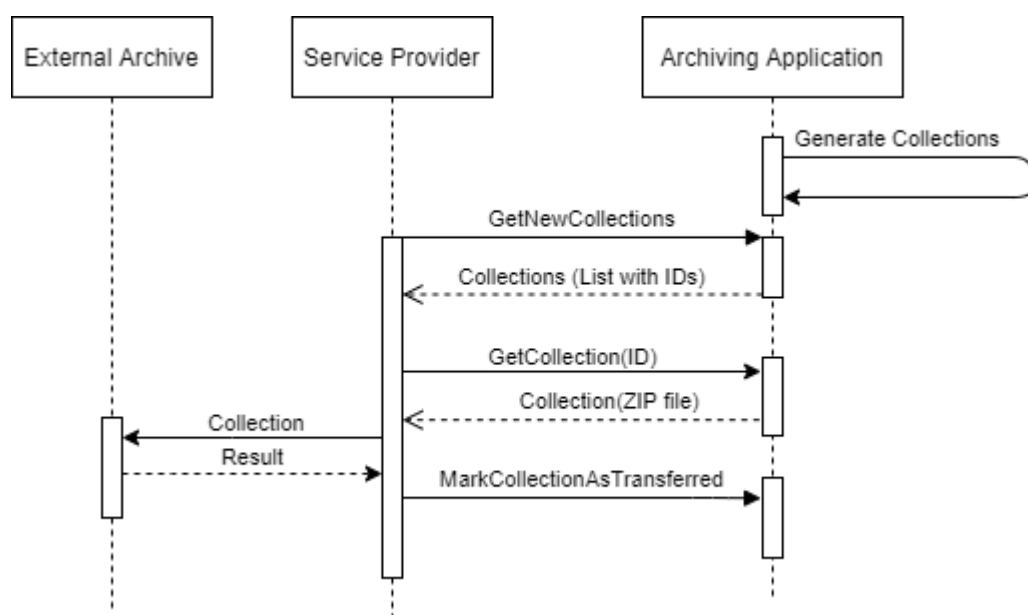 External Archive
Service Provider
Archiving Application
Generate Collections
GetNewCollections
Collections (List with IDs)
GetCollection(ID)
Collection(ZIP file)
Collection
Result
MarkCollectionAsTransferred